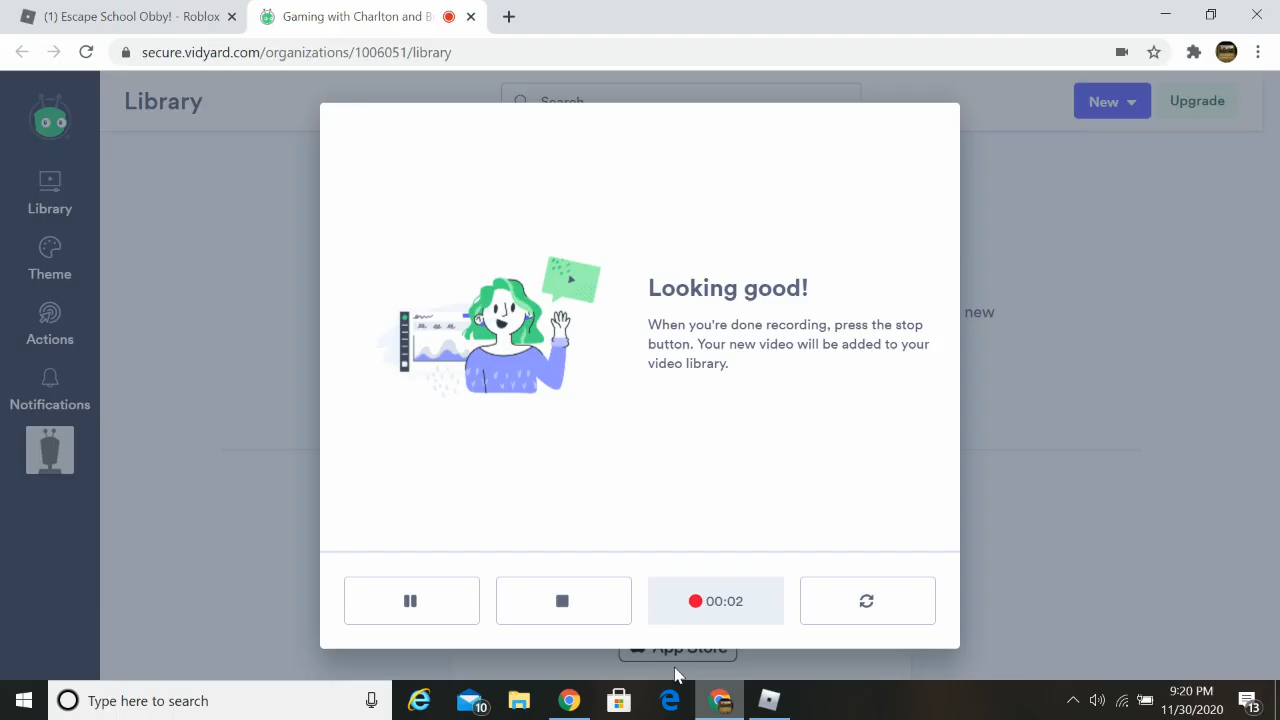 (1) Escape School Obby! - Roblox
Gaming with Charlton and B
secure.vidyard.com/organizations/1006051/library
Library
Search
New
Upgrade
Library
Theme
Actions
Notifications
new
Looking good!
When you're done recording, press the stop
button. Your new video will be added to your
video library.
00:02
App Store
Type here to search
10
9:20 PM
11/30/2020
13